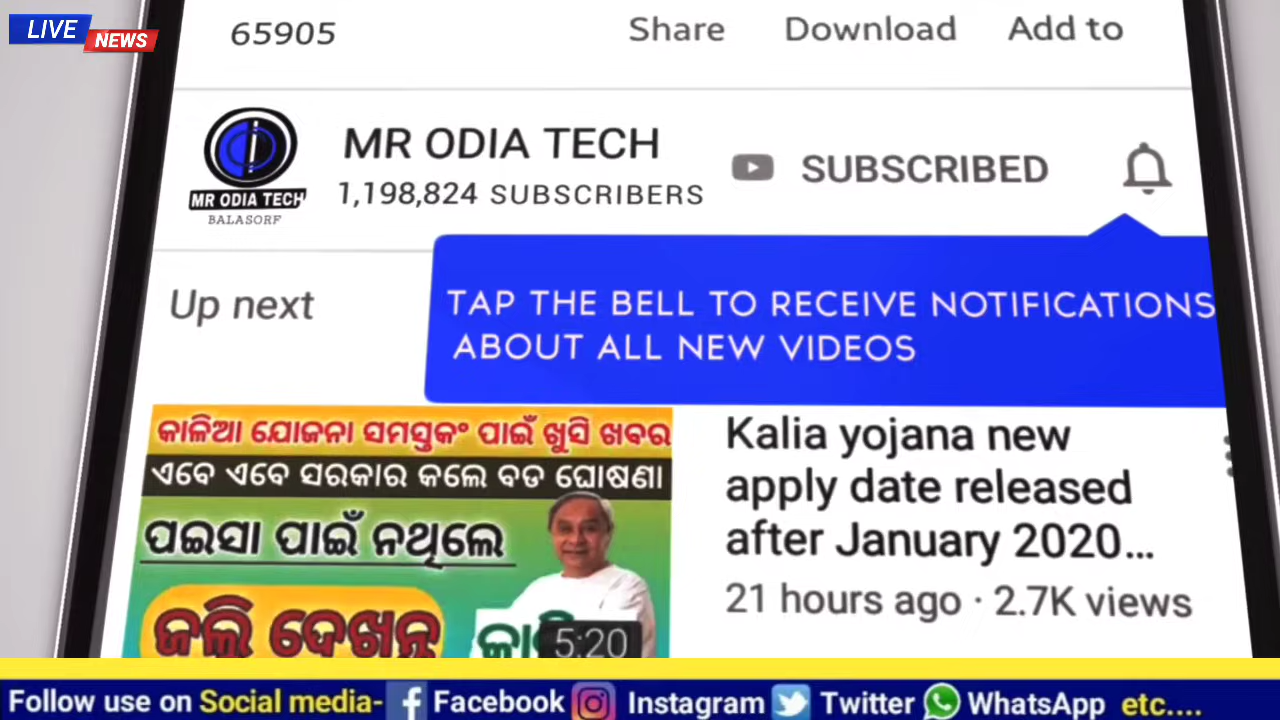 LIVE
NEWS
65905
Share
Download
Add to
MR ODIA TECH
BALASORF
MR ODIA TECH
1,198,824 SUBSCRIBERS
SUBSCRIBED
TAP THE BELL TO RECEIVE NOTIFICATIONS
ABOUT ALL NEW VIDEOS
Up next
କାଳିଆ ଯୋଜନା ସମସ୍ତକଂ ପାଇଁ ଖୁସି ଖବର
ଏବେ ଏବେ ସରକାର କଲେ ବଡ ଘୋଷଣା
ପଇସା ପାଇଁ ନଥିଲେ
ଜଲି ଦେଖନ୍ତୁ
5:20
Kalia yojana new
apply date released
after January 2020...
21 hours ago · 2.7K views
Follow use on Social media- Facebook Instagram Twitter WhatsApp etc....